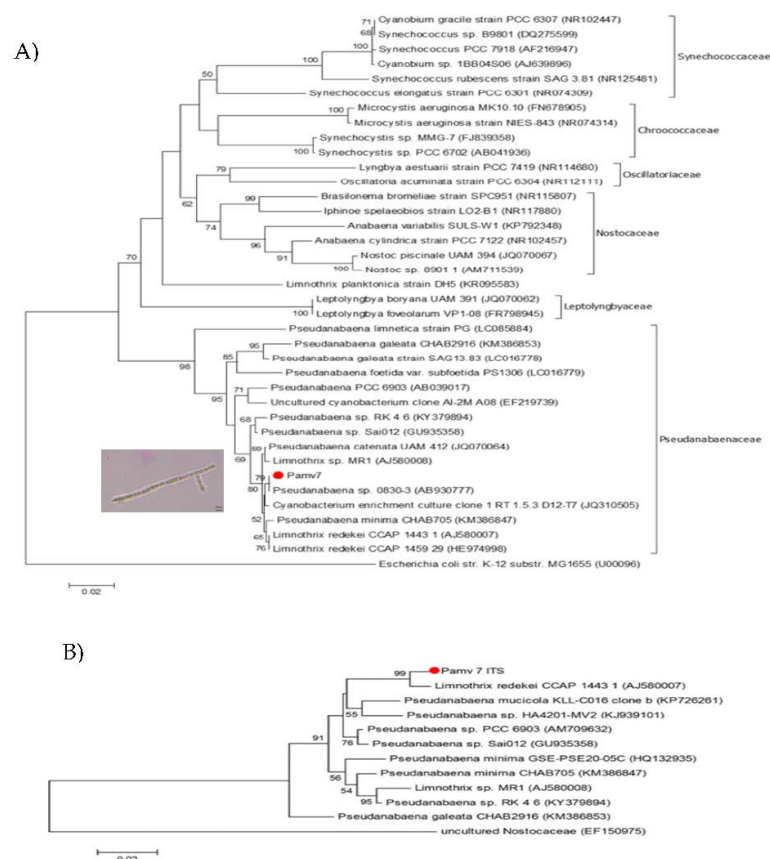 A)
71
Cyanobium gracile strain PCC 6307 (NR102447)
68
Synechococcus sp. B9801 (DQ275599)
100
Synechococcus PCC 7918 (AF216947)
Cyanobium sp. 1BB04S06 (AJ639896)
Synechococcaceae
100
Synechococcus rubescens strain SAG 3.81 (NR125481)
50
Synechococcus elongatus strain PCC 6301 (NR074309)
Microcystis aeruginosa MK10.10 (FN678905)
100
Microcystis aeruginosa strain NIES-843 (NR074314)
Chroococcaceae
Synechocystis sp. MMG-7 (FJ839358)
100
Synechocystis sp. PCC 6702 (AB041936)
79
Lyngbya aestuarii strain PCC 7419 (NR114680)
Oscillatoriaceae
Oscillatoria acuminata strain PCC 6304 (NR112111)
62
99
Brasilonema bromeliae strain SPC951 (NR115807)
Iphinoe spelaeobios strain LO2-B1 (NR117880)
74
Anabaena variabilis SULS-W1 (KP792348)
Nostocaceae
96
Anabaena cylindrica strain PCC 7122 (NR102457)
91
Nostoc piscinale UAM 394 (JQ070067)
100
Nostoc sp. 8901 1 (AM711539)
70
Limnothrix planktonica strain DH5 (KR095583)
Leptolyngbya boryana UAM 391 (JQ070062)
Leptolyngbyaceae
100
Leptolyngbya foveolarum VP1-08 (FR798945)
Pseudanabaena limnetica strain PG (LC085884)
98
95
Pseudanabaena galeata CHAB2916 (KM386853)
85
Pseudanabaena galeata strain SAG13.83 (LC016778)
Pseudanabaena foetida var. subfoetida PS1306 (LC016779)
95
71
Pseudanabaena PCC 6903 (AB039017)
Uncultured cyanobacterium clone AI-2M A08 (EF219739)
68
Pseudanabaena sp. RK 4 6 (KY379894)
Pseudanabaena sp. Sai012 (GU935358)
Pseudanabaenaceae
69
Pseudanabaena catenata UAM 412 (JQ070064)
Limnothrix sp. MR1 (AJ580008)
79
Pamv7
80
Pseudanabaena sp. 0830-3 (AB930777)
Cyanobacterium enrichment culture clone 1 RT 1.5.3 D12-T7 (JQ310505)
52
Pseudanabaena minima CHAB705 (KM386847)
65
Limnothrix redekei CCAP 1443 1 (AJ580007)
76
Limnothrix redekei CCAP 1459 29 (HE974998)
Escherichia coli str. K-12 substr. MG1655 (U00096)
0.02
B)
99
Pamv 7 ITS
Limnothrix redekei CCAP 1443 1 (AJ580007)
Pseudanabaena mucicola KLL-C016 clone b (KP726261)
55
Pseudanabaena sp. HA4201-MV2 (KJ939101)
91
Pseudanabaena sp. PCC 6903 (AM709632)
76
Pseudanabaena sp. Sai012 (GU935358)
Pseudanabaena minima GSE-PSE20-05C (HQ132935)
56
Pseudanabaena minima CHAB705 (KM386847)
54
Limnothrix sp. MR1 (AJ580008)
95
Pseudanabaena sp. RK 4 6 (KY379894)
Pseudanabaena galeata CHAB2916 (KM386853)
uncultured Nostocaceae (EF150975)